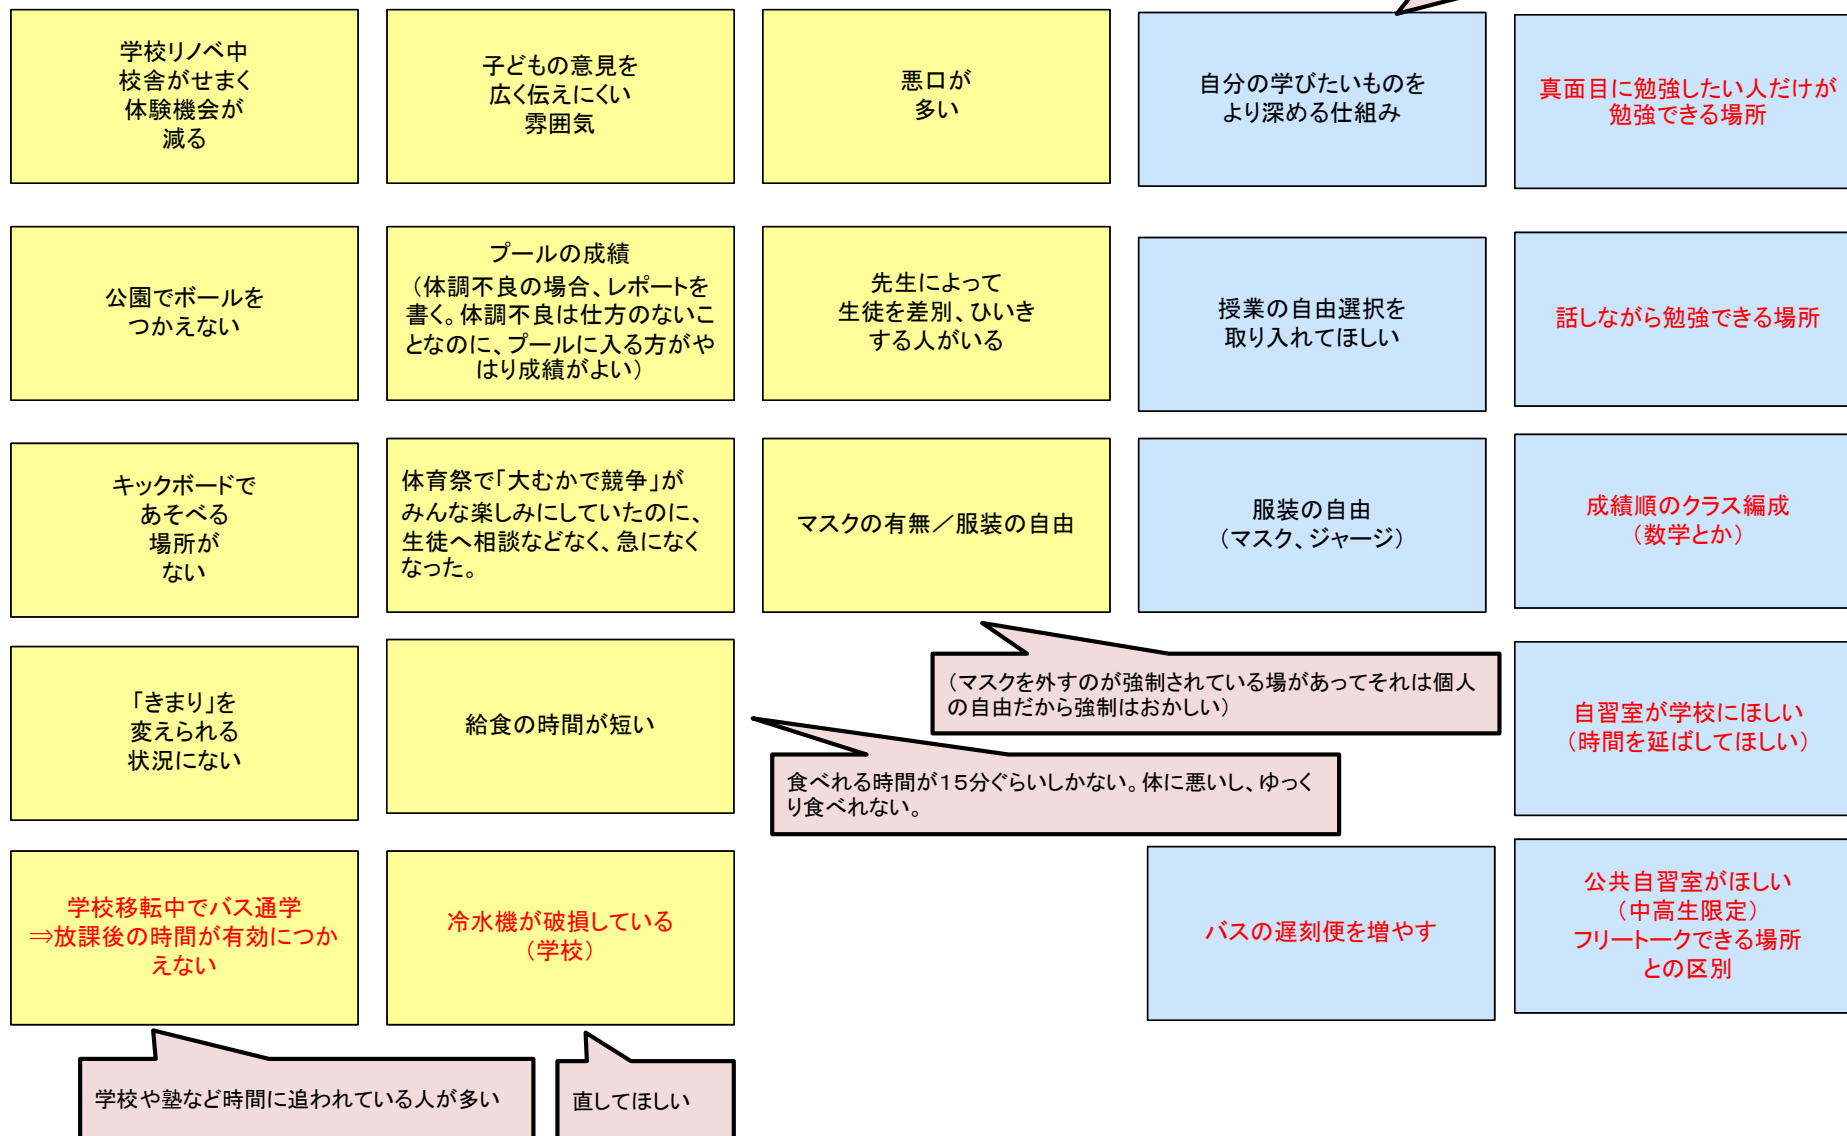 学校リノベ中
校舎がせまく
体験機会が
減る
子どもの意見を
広く伝えにくい
雰囲気
悪口が
多い
自分の学びたいものを
より深める仕組み
真面目に勉強したい人だけが
勉強できる場所
公園でボールを
つかえない
プールの成績
（体調不良の場合、レポートを
書く。体調不良は仕方のないこ
となのに、プールに入る方がや
はり成績がよい）
先生によって
生徒を差別、ひいき
する人がいる
授業の自由選択を
取り入れてほしい
話しながら勉強できる場所
キックボードで
あそべる
場所が
ない
体育祭で「大むかで競争」が
みんな楽しみにしていたのに、
生徒へ相談などなく、急になく
なった。
マスクの有無／服装の自由
服装の自由
（マスク、ジャージ）
成績順のクラス編成
（数学とか）
（マスクを外すのが強制されている場があってそれは個人
の自由だから強制はおかしい）
「きまり」を
変えられる
状況にない
給食の時間が短い
食べれる時間が１５分ぐらいしかない。体に悪いし、ゆっく
り食べれない。
自習室が学校にほしい
（時間を延ばしてほしい）
学校移転中でバス通学
⇒放課後の時間が有効につか
えない
冷水機が破損している
（学校）
バスの遅刻便を増やす
公共自習室がほしい
（中高生限定）
フリートークできる場所
との区別
学校や塾など時間に追われている人が多い
直してほしい